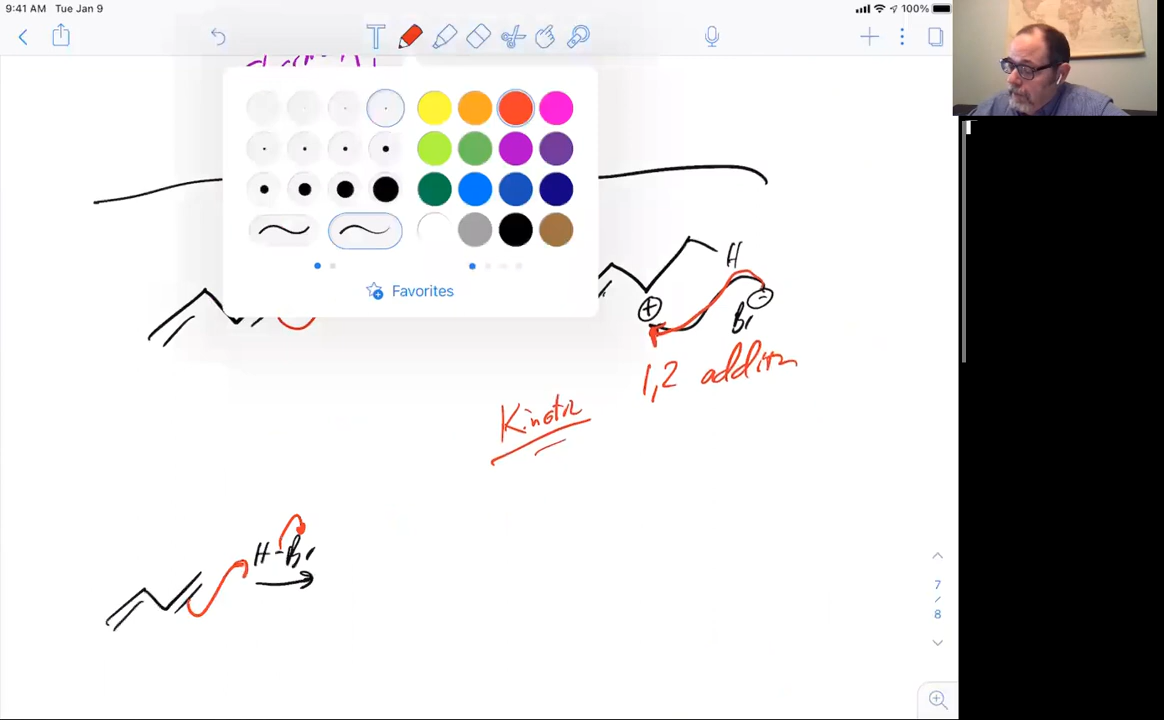 9:41 AM Tue Jan 9
100%
T
Favorites
H
+
-
Br
1,2 addition
Kinetic
H-Br
7
/
8